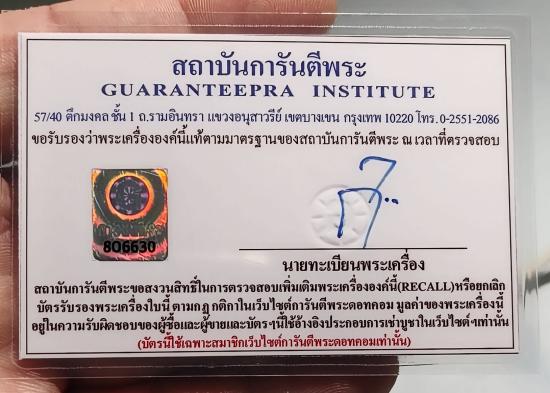 สถาบันการันตีพระ
GUARANTEEPRA INSTITUTE
57/40 ตึกมงคล ชั้น 1 ถ.รามอินทรา แขวงอนุสาวรีย์ เขตบางเขน กรุงเทพ 10220 โทร. 0-2551-2086
ขอรับรองว่าพระเครื่ององค์นี้แท้ตามมาตรฐานของสถาบันการันตีพระ ณ เวลาที่ตรวจสอบ
806630
นายทะเบียนพระเครื่อง
สถาบันการันตีพระขอสงวนสิทธิ์ในการตรวจสอบเพิ่มเติมพระเครื่ององค์นี้(RECALL)หรือยกเลิก
บัตรรับรองพระเครื่องใบนี้ ตามกฎ กติกาในเว็บไซต์การันตีพระดอทคอม มูลค่าของพระเครื่องนี้
อยู่ในความรับผิดชอบของผู้ซื้อและผู้ขายและบัตรฯนี้ใช้อ้างอิงประกอบการเช่าบูชาในเว็บไซต์ฯเท่านั้น
(บัตรนี้ใช้เฉพาะสมาชิกเว็บไซต์การันตีพระดอทคอมเท่านั้น)